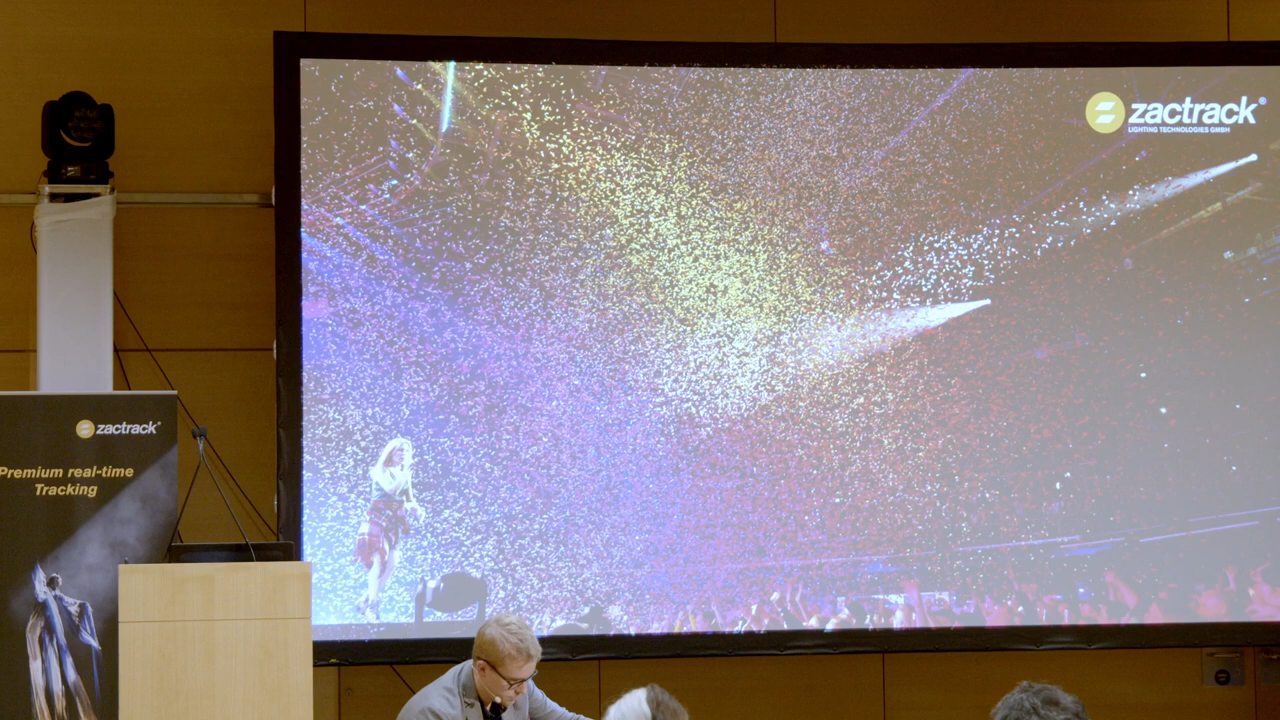 zactrack®
LIGHTING TECHNOLOGIES GMBH
zactrack®
Premium real-time
Tracking